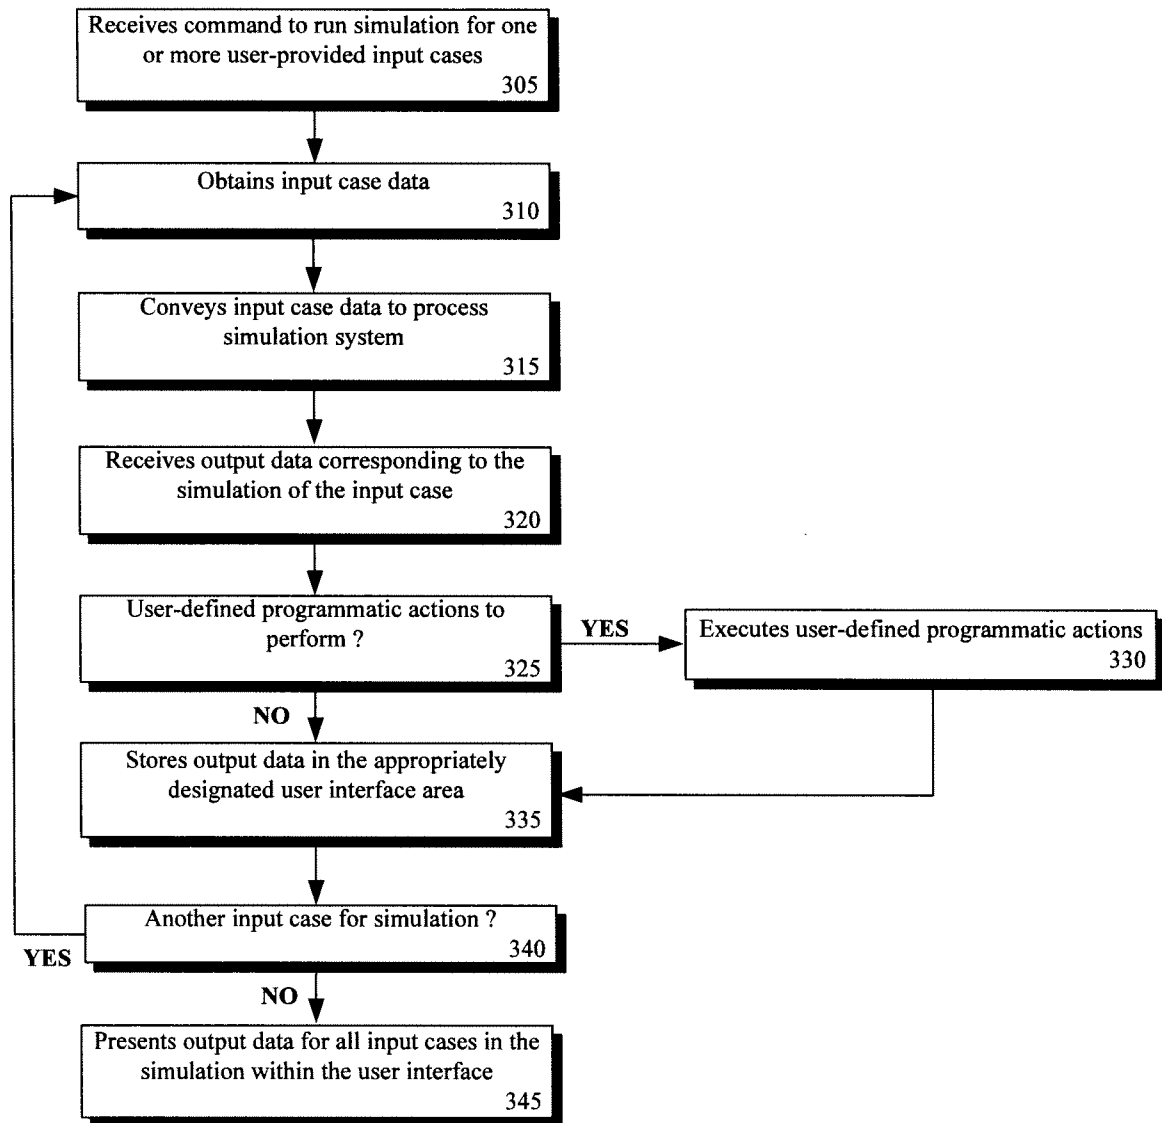 Receives command to run simulation for one
or more user-provided input cases
305
Obtains input case data
310
Conveys input case data to process
simulation system
315
Receives output data corresponding to the
simulation of the input case
320
User-defined programmatic actions to
perform ?
325
YES
Executes user-defined programmatic actions
330
NO
Stores output data in the appropriately
designated user interface area
335
Another input case for simulation ?
340
YES
NO
Presents output data for all input cases in the
simulation within the user interface
345